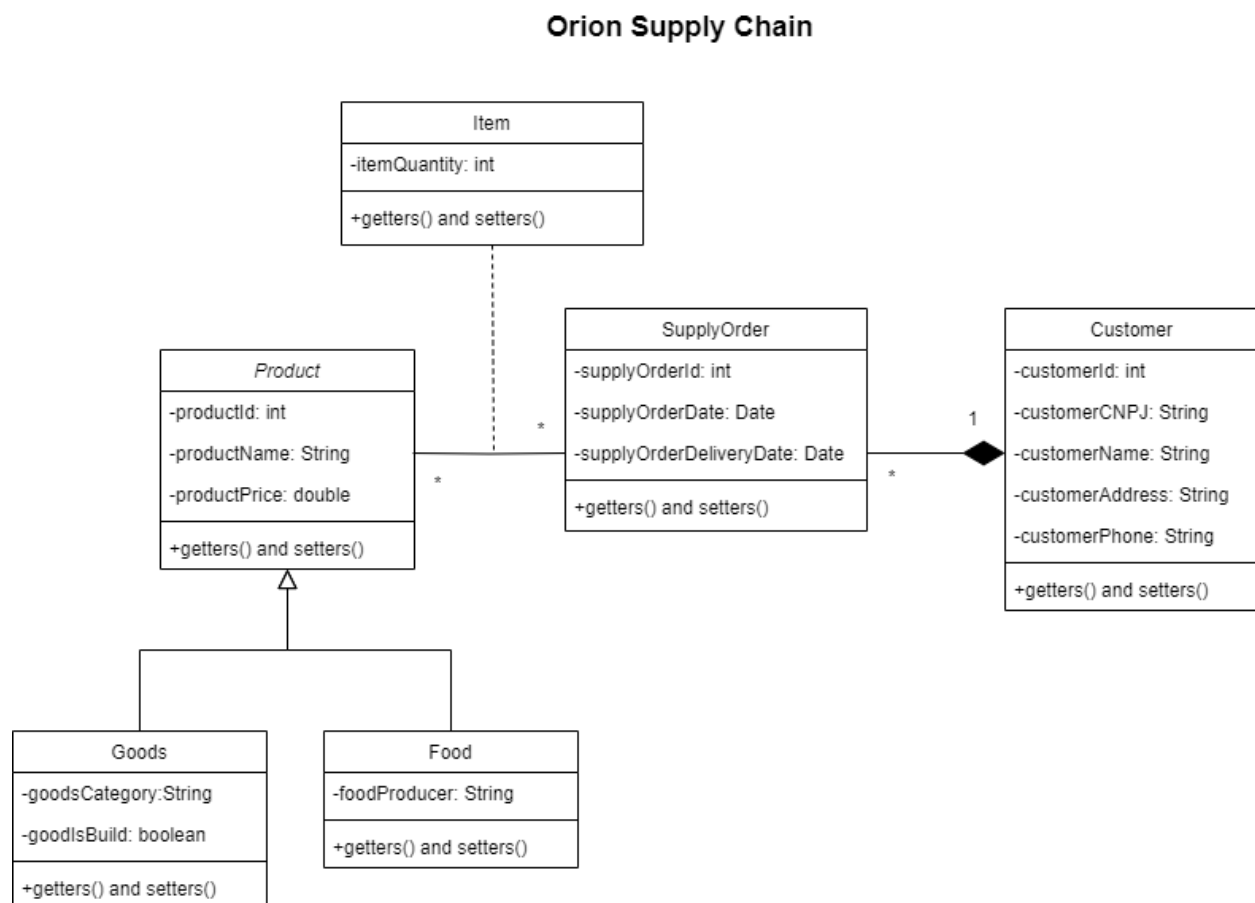 Orion Supply Chain
Item
-itemQuantity: int
+getters() and setters()
Product
-productId: int
-productName: String
-productPrice: double
+getters() and setters()
*
*
SupplyOrder
-supplyOrderId: int
-supplyOrderDate: Date
-supplyOrderDeliveryDate: Date
+getters() and setters()
*
1
Customer
-customerId: int
-customerCNPJ: String
-customerName: String
-customerAddress: String
-customerPhone: String
+getters() and setters()
Goods
-goodsCategory:String
-goodIsBuild: boolean
+getters() and setters()
Food
-foodProducer: String
+getters() and setters()